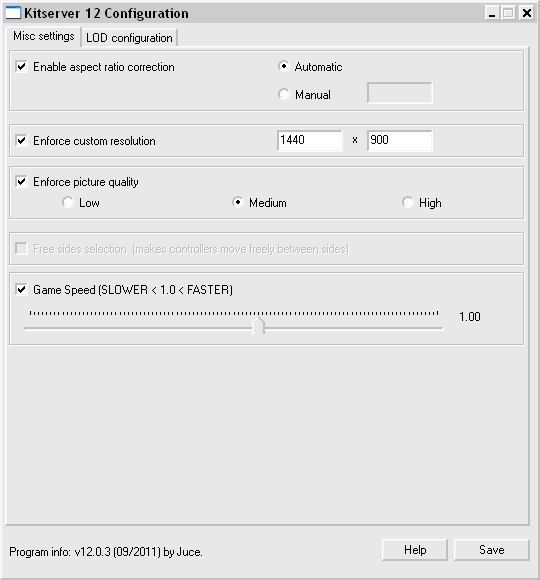 Kitserver 12 Configuration
Misc settings LOD configuration
Enable aspect ratio correction Automatic
Manual
Enforce custom resolution 1440 x 900
Enforce picture quality
Low Medium High
Free sides selection (makes controllers move freely between sides)
Game Speed (SLOWER < 1.0 < FASTER)
1.00
Program info: v12.0.3 (09/2011) by Juce. Help Save